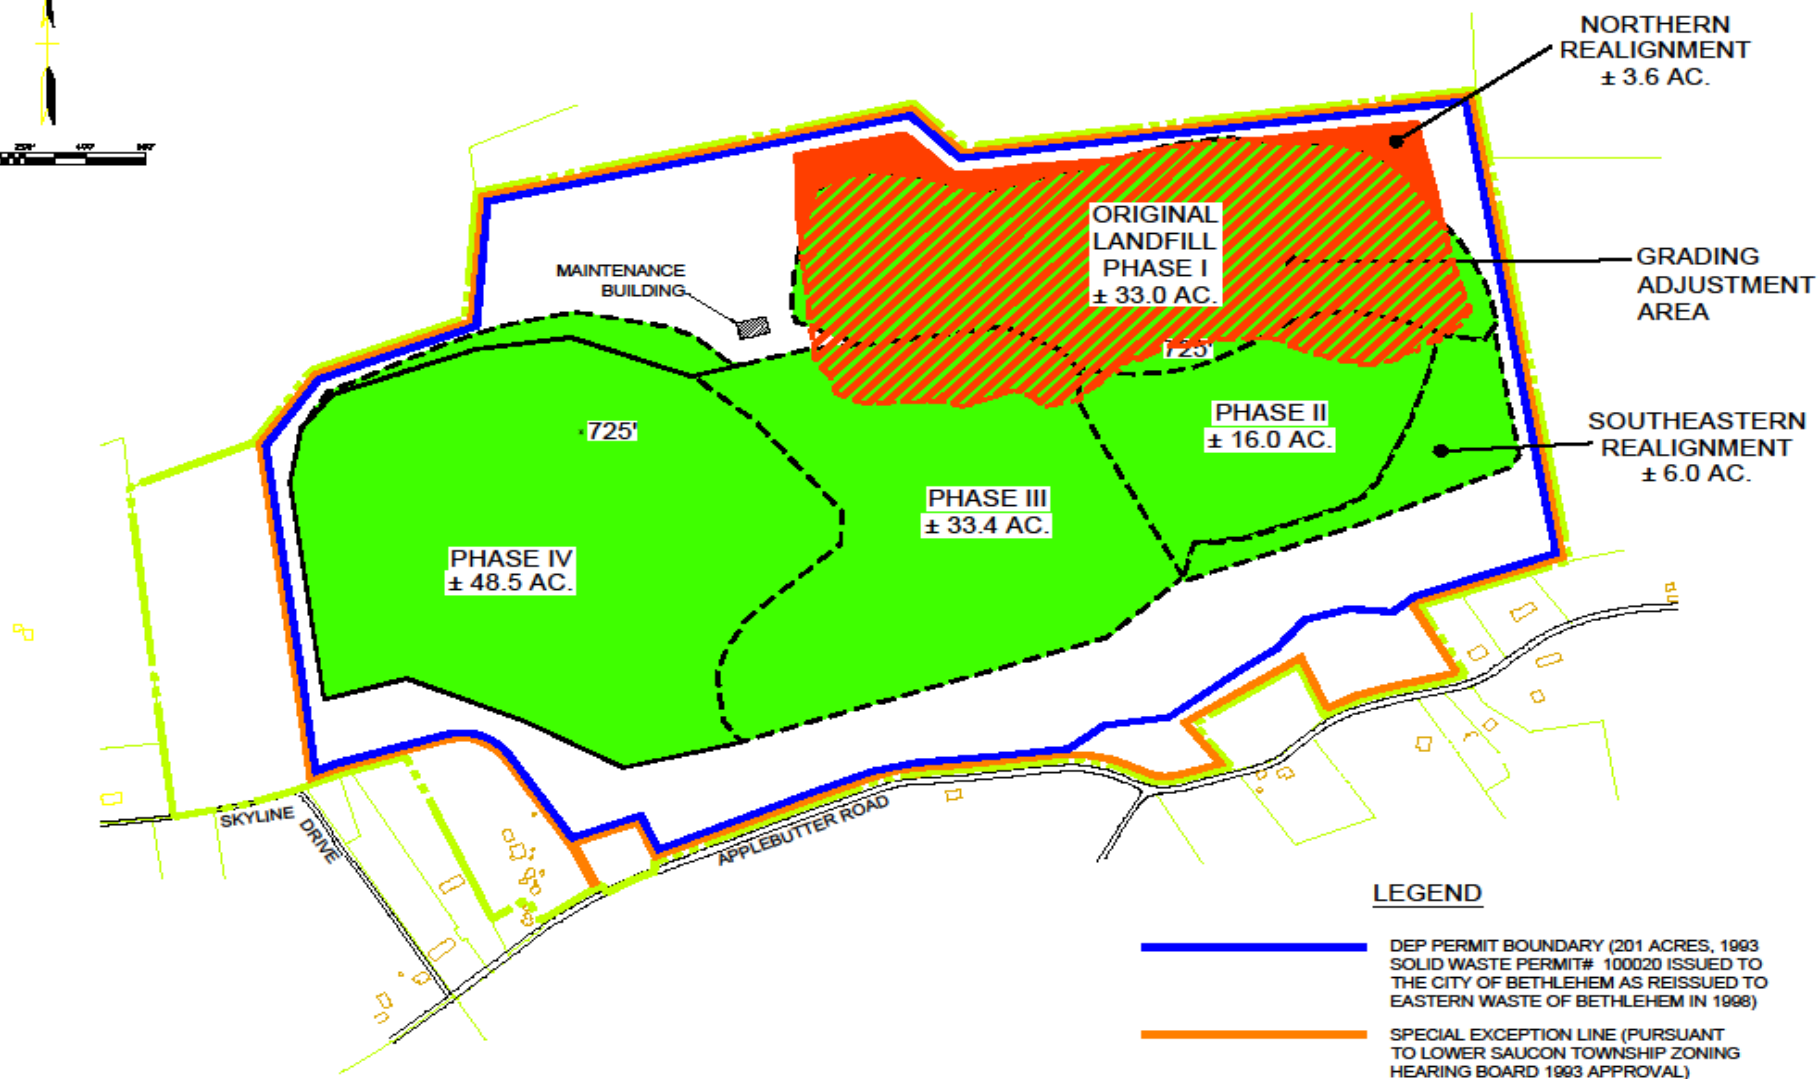 NORTHERN
REALIGNMENT
± 3.6 AC.
ORIGINAL
LANDFILL
PHASE I
± 33.0 AC.
GRADING
ADJUSTMENT
AREA
MAINTENANCE
BUILDING
725'
PHASE II
± 16.0 AC.
SOUTHEASTERN
REALIGNMENT
± 6.0 AC.
725'
PHASE III
± 33.4 AC.
PHASE IV
± 48.5 AC.
SKYLINE
DRIVE
APPLEBUTTER ROAD
LEGEND
DEP PERMIT BOUNDARY (201 ACRES, 1993
SOLID WASTE PERMIT# 100020 ISSUED TO
THE CITY OF BETHLEHEM AS REISSUED TO
EASTERN WASTE OF BETHLEHEM IN 1998)
SPECIAL EXCEPTION LINE (PURSUANT
TO LOWER SAUCON TOWNSHIP ZONING
HEARING BOARD 1993 APPROVAL)